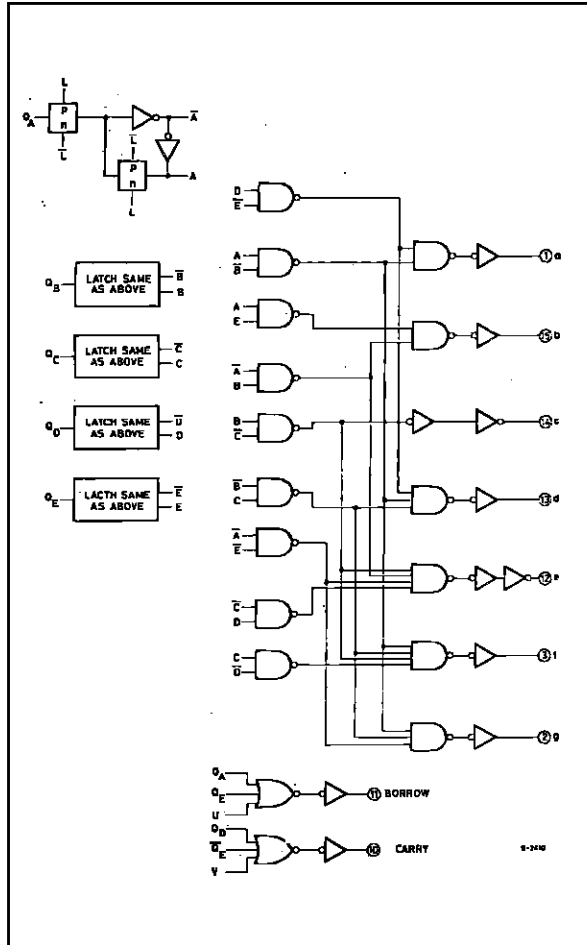 L
Q_A
P
n
L̅
A̅
L̅
P
n
A
L
Q_B
LATCH SAME
AS ABOVE
B̅
B
Q_C
LATCH SAME
AS ABOVE
C̅
C
Q_D
LATCH SAME
AS ABOVE
D̅
D
Q_E
LACTH SAME
AS ABOVE
E̅
E
D
E̅
A
B̅
A
E
A̅
B
B
C̅
B̅
C
A̅
E̅
C̅
D
C
D̅
1 a
15 b
14 c
13 d
12 e
3 f
2 g
Q_A
Q_E
U
11 BORROW
Q_D
Q̅_E
V
10 CARRY